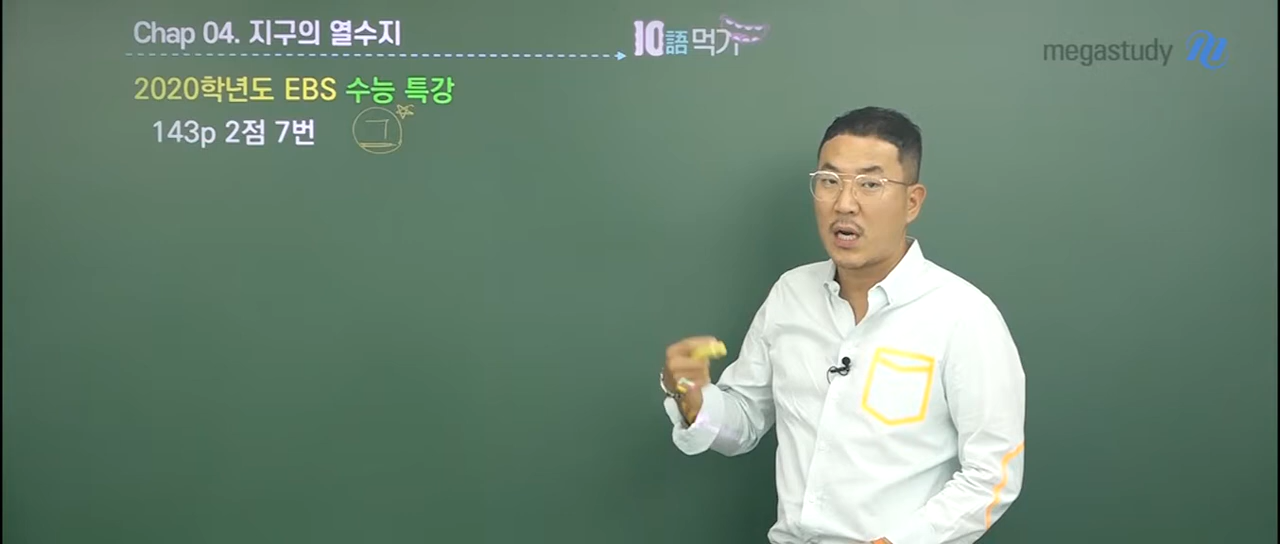 Chap 04. 지구의 열수지
10語먹기
megastudy
2020학년도 EBS 수능 특강
143p 2점 7번
ㄱ